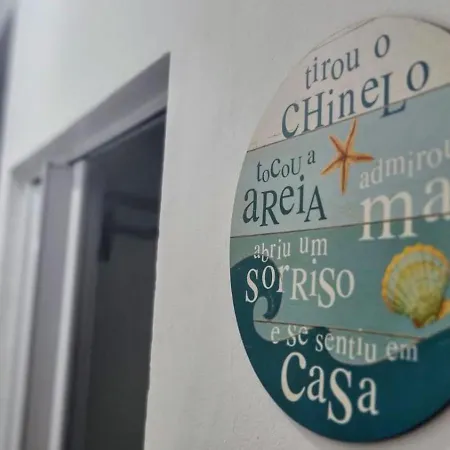 tirou o
CHineLo
tocou a
aReiA
admirou
ma
abriu um
soRRiso
e se sentiu em
CaSa